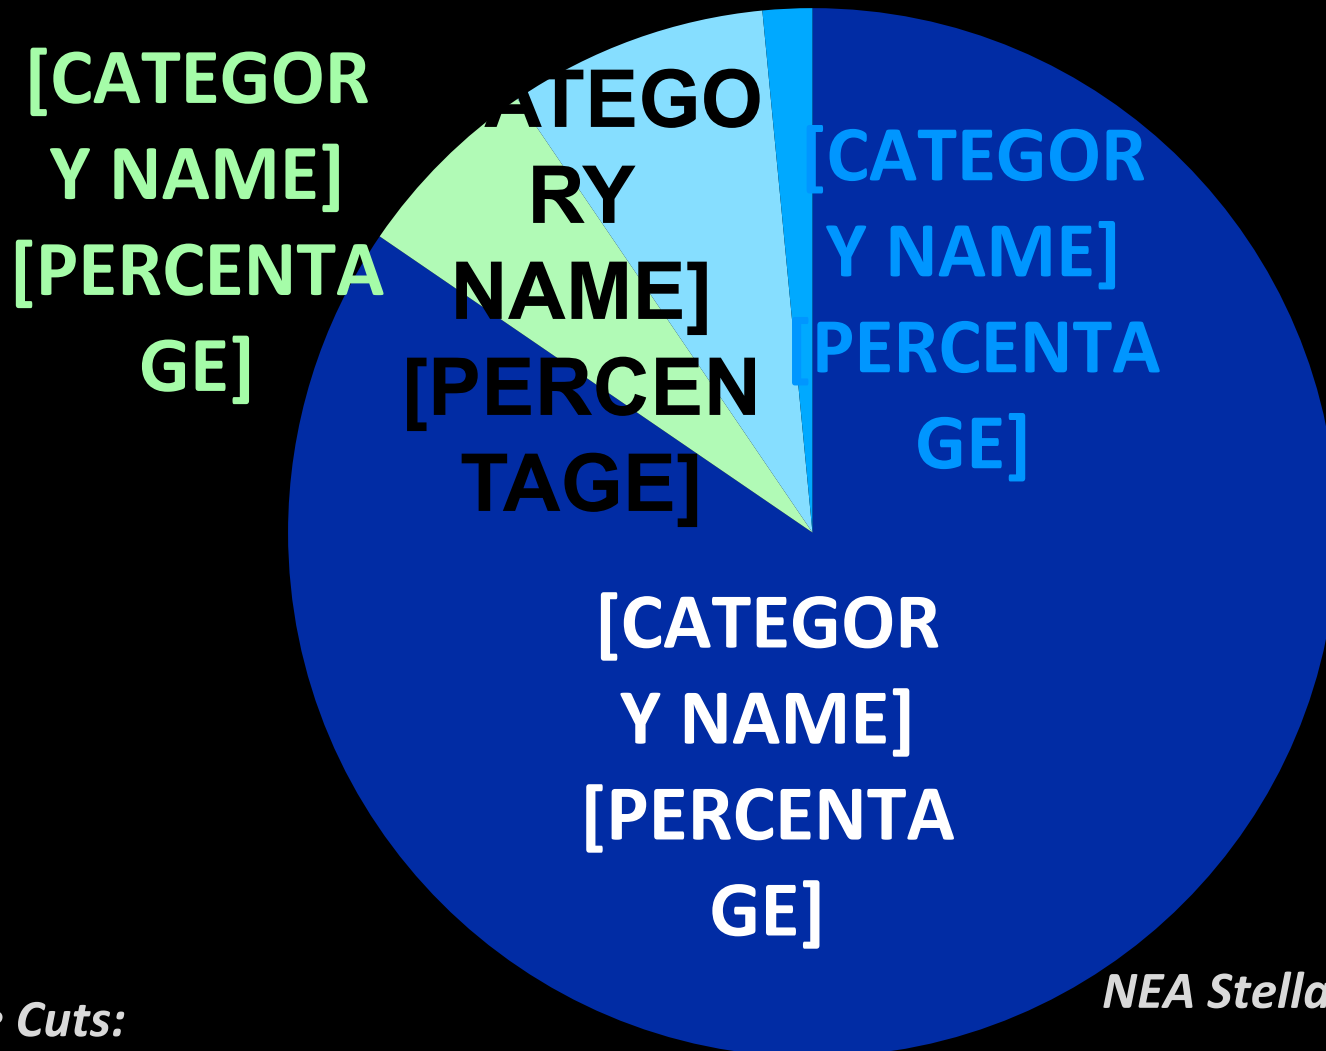 [CATEGOR
Y NAME]
[PERCENTA
GE]
ATEGO
RY
NAME]
[PERCEN
TAGE]
[CATEGOR
Y NAME]
[PERCENTA
GE]
[CATEGOR
Y NAME]
[PERCENTA
GE]
NEA Stella
Cuts: